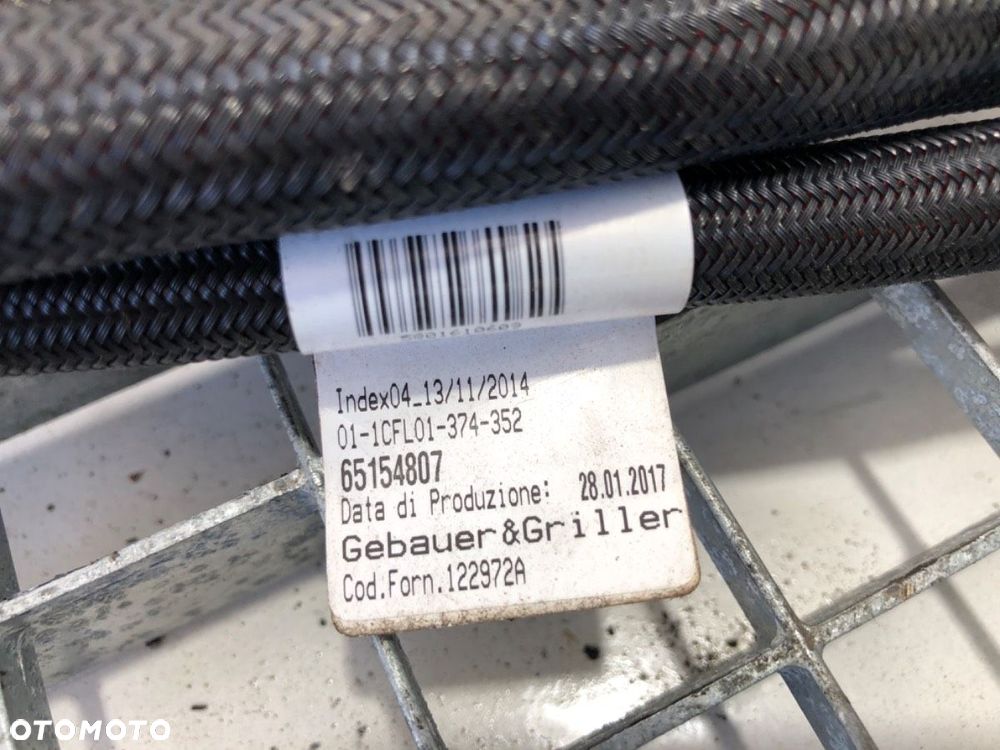 5801610609
Index04_13/11/2014
01-1CFL01-374-352
65154807
Data di Produzione: 28.01.2017
Gebauer&Griller
Cod.Forn.122972A
OTOMOTO